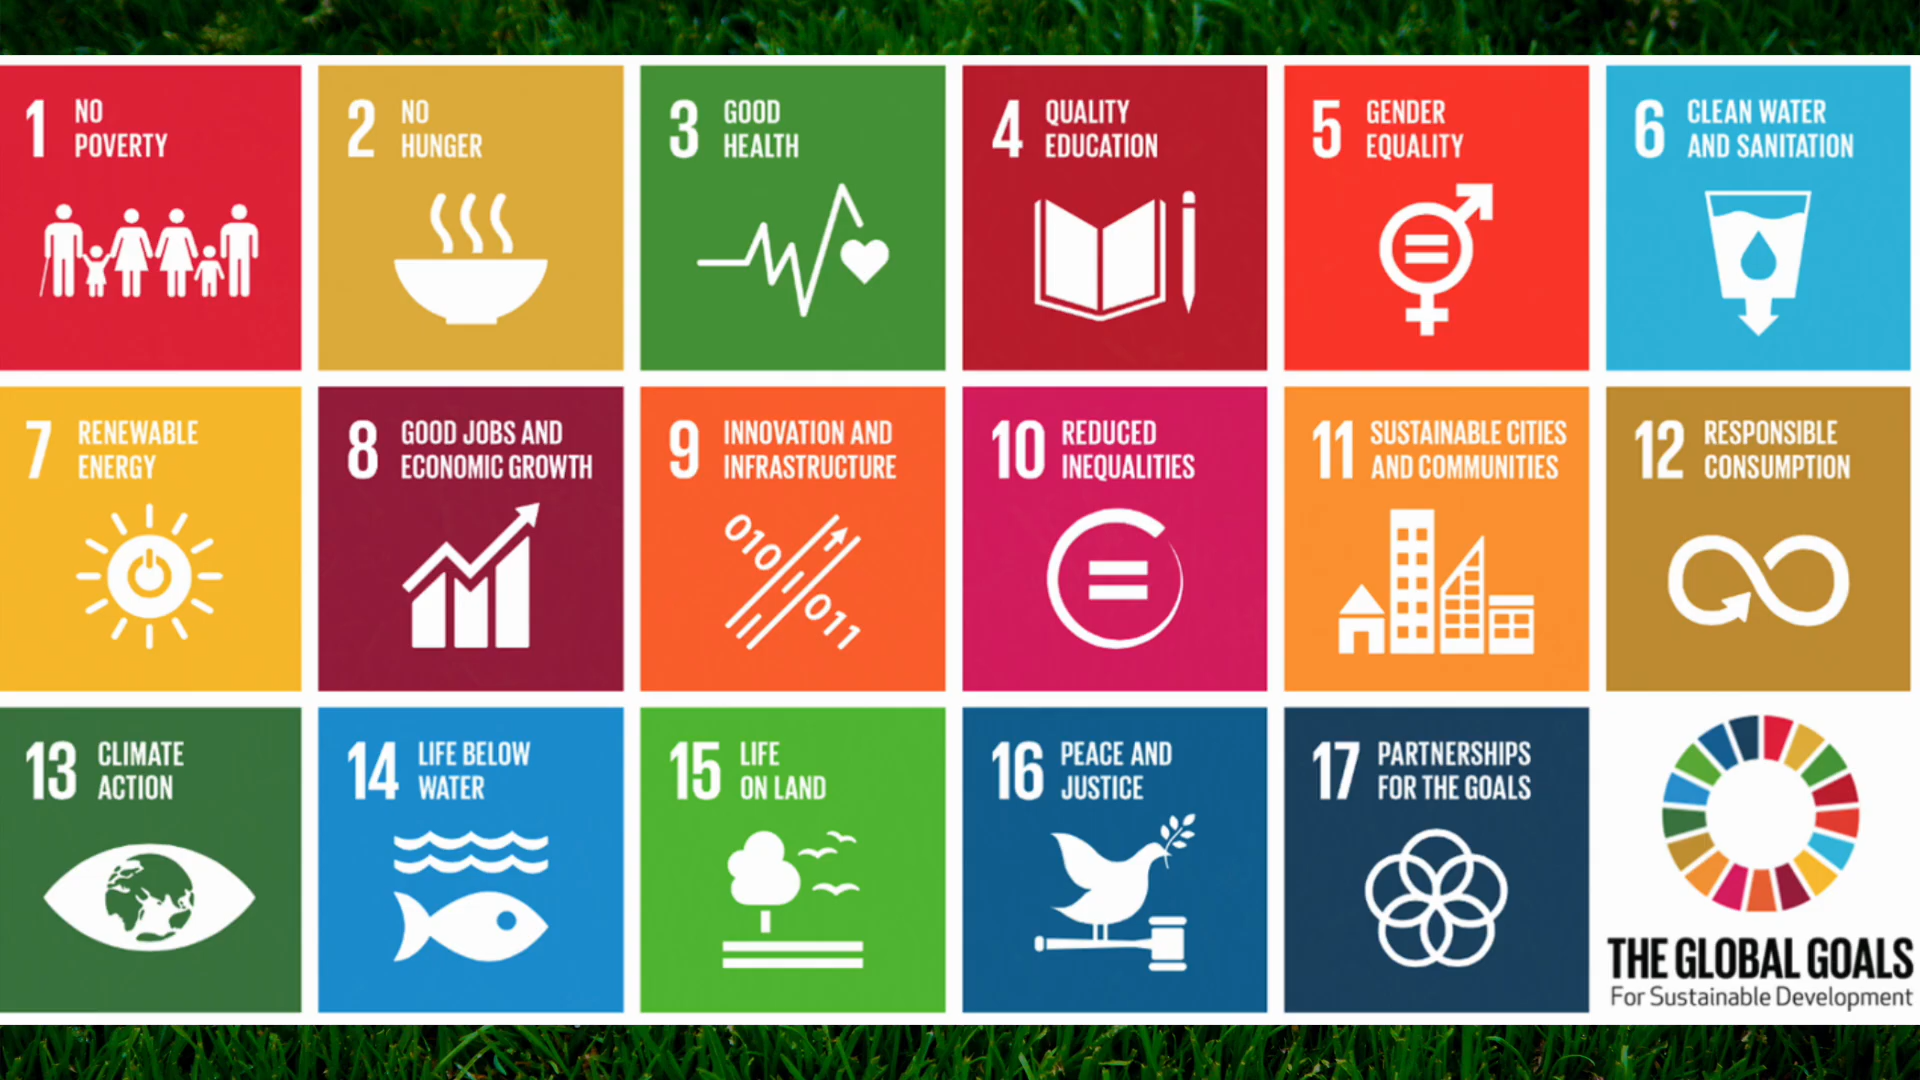 1 NO
POVERTY
2 NO
HUNGER
3 GOOD
HEALTH
4 QUALITY
EDUCATION
5 GENDER
EQUALITY
6 CLEAN WATER
AND SANITATION
7 RENEWABLE
ENERGY
8 GOOD JOBS AND
ECONOMIC GROWTH
9 INNOVATION AND
INFRASTRUCTURE
010
011
10 REDUCED
INEQUALITIES
11 SUSTAINABLE CITIES
AND COMMUNITIES
12 RESPONSIBLE
CONSUMPTION
13 CLIMATE
ACTION
14 LIFE BELOW
WATER
15 LIFE
ON LAND
16 PEACE AND
JUSTICE
17 PARTNERSHIPS
FOR THE GOALS
THE GLOBAL GOALS
For Sustainable Development